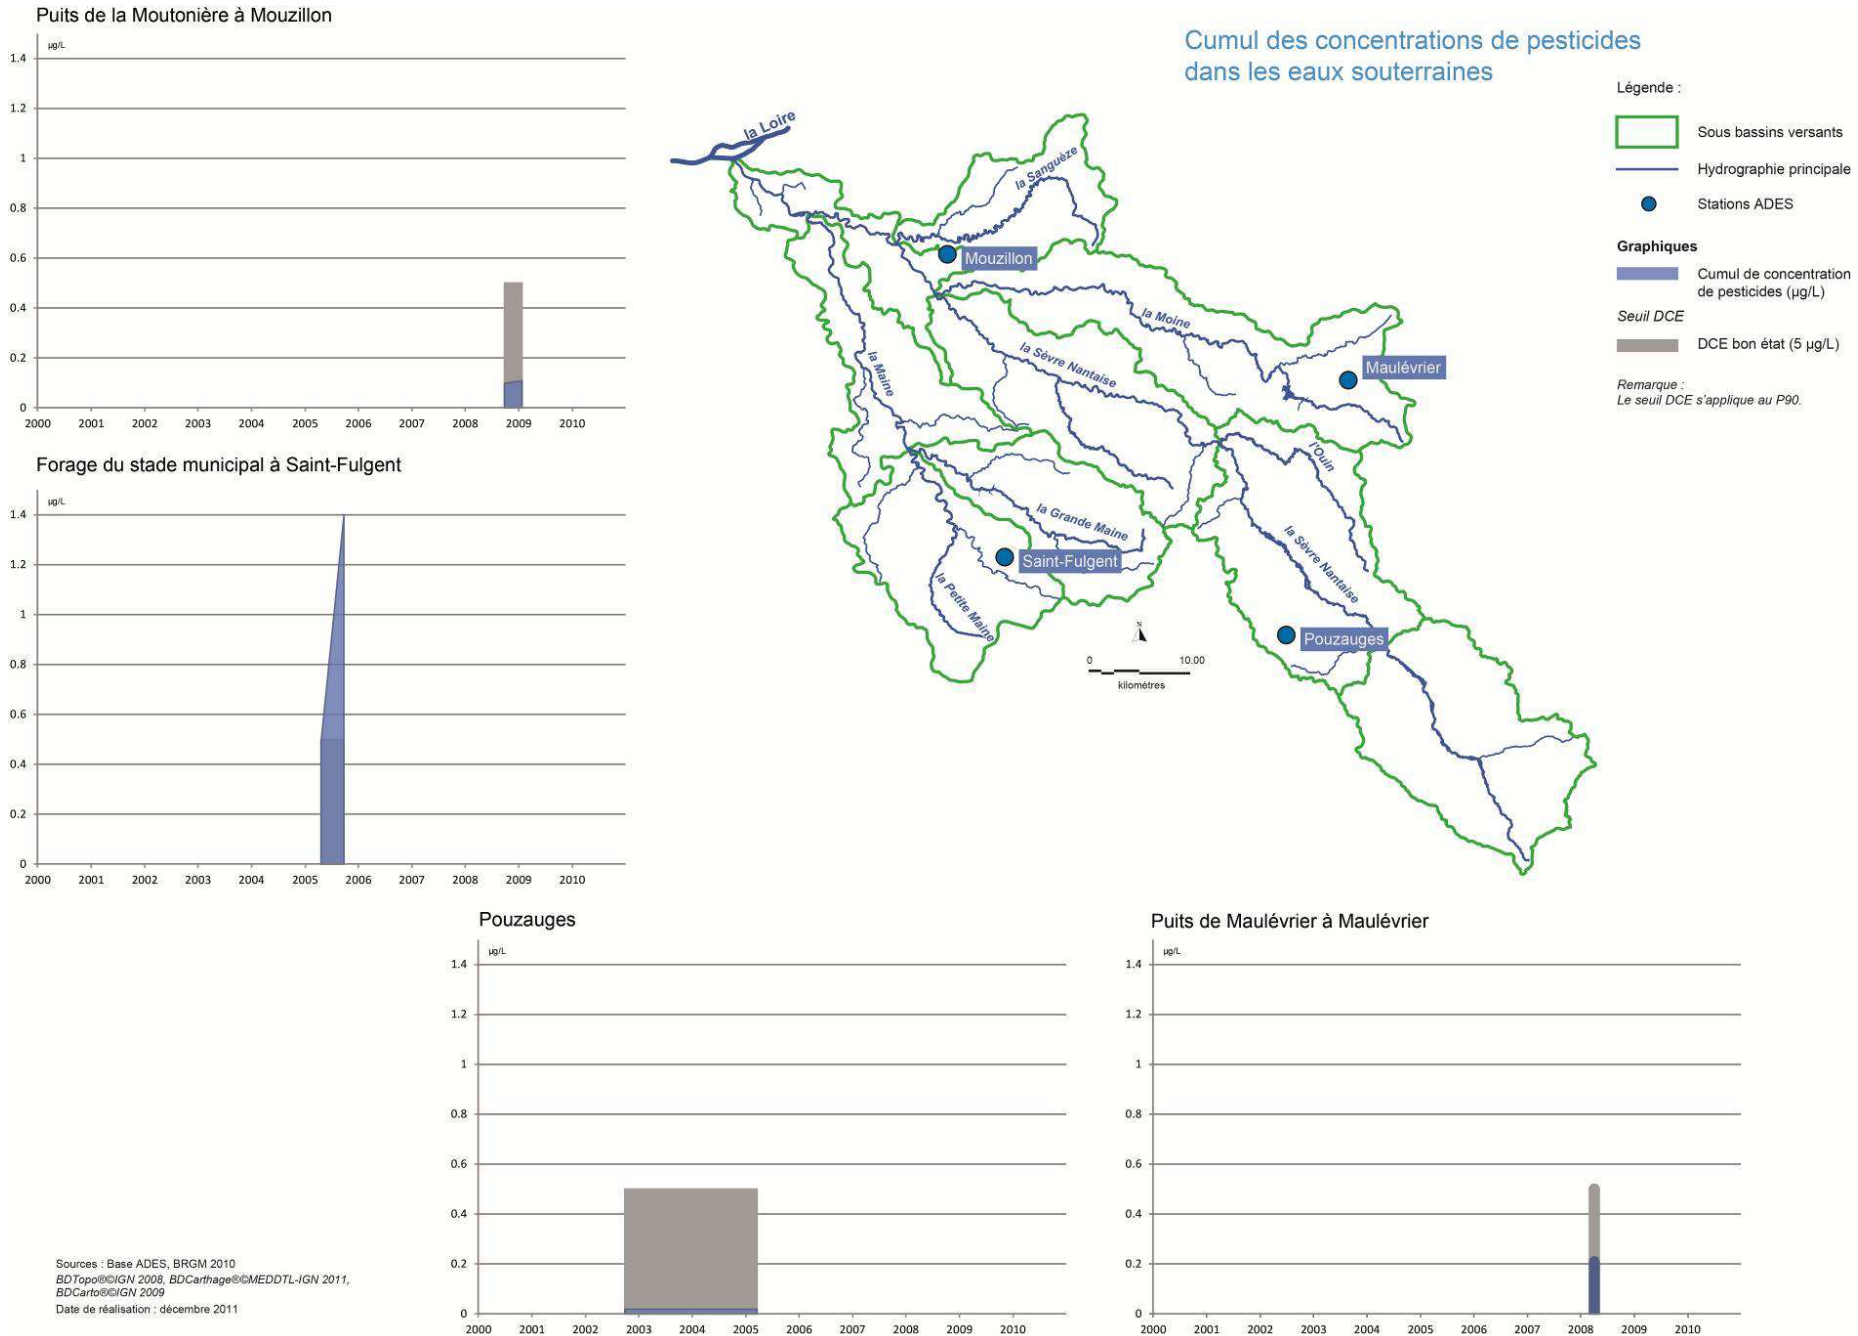 Puits de la Moutonière à Mouzillon
µg/L
1.4
1.2
1
0.8
0.6
0.4
0.2
0
2000 2001 2002 2003 2004 2005 2006 2007 2008 2009 2010
Forage du stade municipal à Saint-Fulgent
µg/L
1.4
1.2
1
0.8
0.6
0.4
0.2
0
2000 2001 2002 2003 2004 2005 2006 2007 2008 2009 2010
Cumul des concentrations de pesticides
dans les eaux souterraines
la Loire
la Sanguèze
Mouzillon
la Moine
Maulévrier
la Sèvre Nantaise
la Maine
l'Ouin
la Grande Maine
la Sèvre Nantaise
Saint-Fulgent
la Petite Maine
Pouzauges
N
0 10.00
kilomètres
Légende :
Sous bassins versants
Hydrographie principale
Stations ADES
Graphiques
Cumul de concentration
de pesticides (µg/L)
Seuil DCE
DCE bon état (5 µg/L)
Remarque :
Le seuil DCE s'applique au P90.
Pouzauges
µg/L
1.4
1.2
1
0.8
0.6
0.4
0.2
0
2000 2001 2002 2003 2004 2005 2006 2007 2008 2009 2010
Puits de Maulévrier à Maulévrier
µg/L
1.4
1.2
1
0.8
0.6
0.4
0.2
0
2000 2001 2002 2003 2004 2005 2006 2007 2008 2009 2010
Sources : Base ADES, BRGM 2010
BDTopo®©IGN 2008, BDCarthage®©MEDDTL-IGN 2011,
BDCarto®©IGN 2009
Date de réalisation : décembre 2011